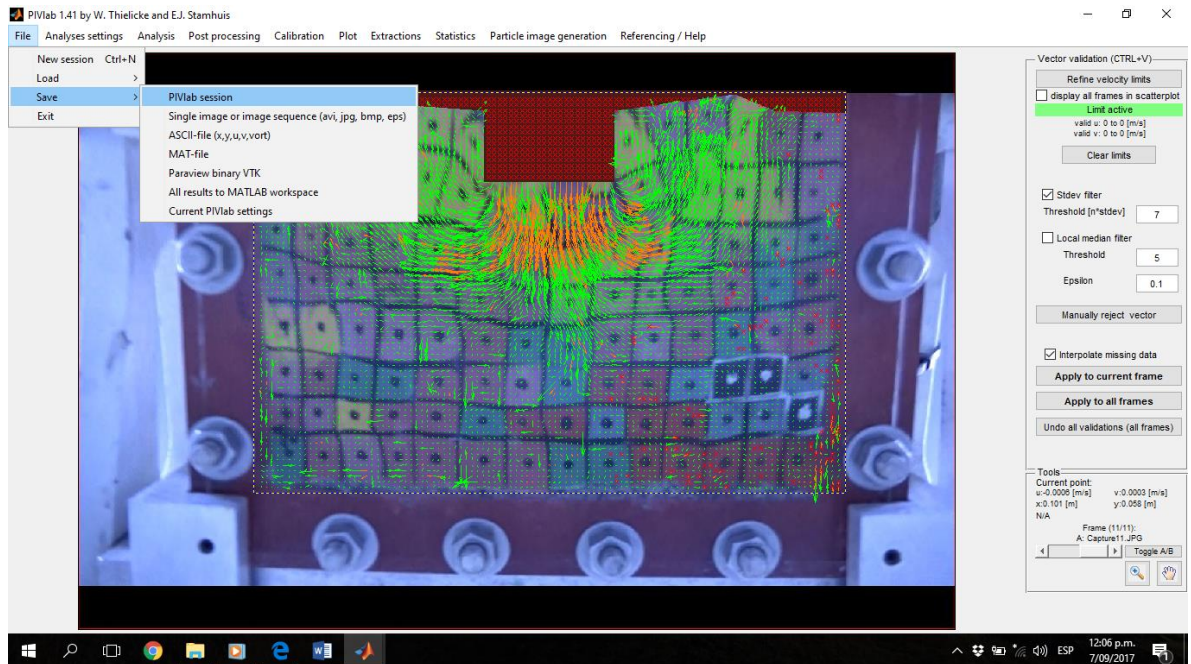 PIVlab 1.41 by W. Thielicke and E.J. Stamhuis
File Analyses settings Analysis Post processing Calibration Plot Extractions Statistics Particle image generation Referencing / Help
New session Ctrl+N
Load >
Save >
Exit
PIVlab session
Single image or image sequence (avi, jpg, bmp, eps)
ASCII-file (x,y,u,v,vort)
MAT-file
Paraview binary VTK
All results to MATLAB workspace
Current PIVlab settings
Vector validation (CTRL+V)
Refine velocity limits
display all frames in scatterplot
Limit active
valid u: 0 to 0 [m/s]
valid v: 0 to 0 [m/s]
Clear limits
Stdev filter
Threshold [n*stdev] 7
Local median filter
Threshold 5
Epsilon 0.1
Manually reject vector
Interpolate missing data
Apply to current frame
Apply to all frames
Undo all validations (all frames)
Tools
Current point:
u:-0.0006 [m/s] v:0.0003 [m/s]
x:0.101 [m] y:0.058 [m]
N/A
Frame (11/11):
A: Capture11.JPG
Toggle A/B
ESP
12:06 p.m.
7/09/2017